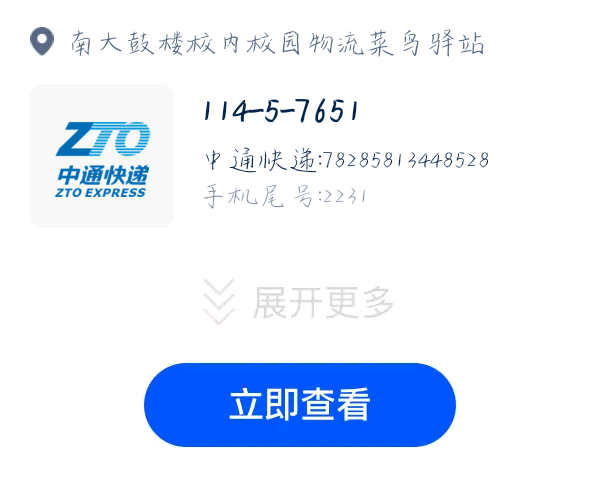 南大鼓楼校内校园物流菜鸟驿站
114-5-7651
ZTO
中通快递
ZTO EXPRESS
中通快递:78285813448528
手机尾号:2231
展开更多
立即查看